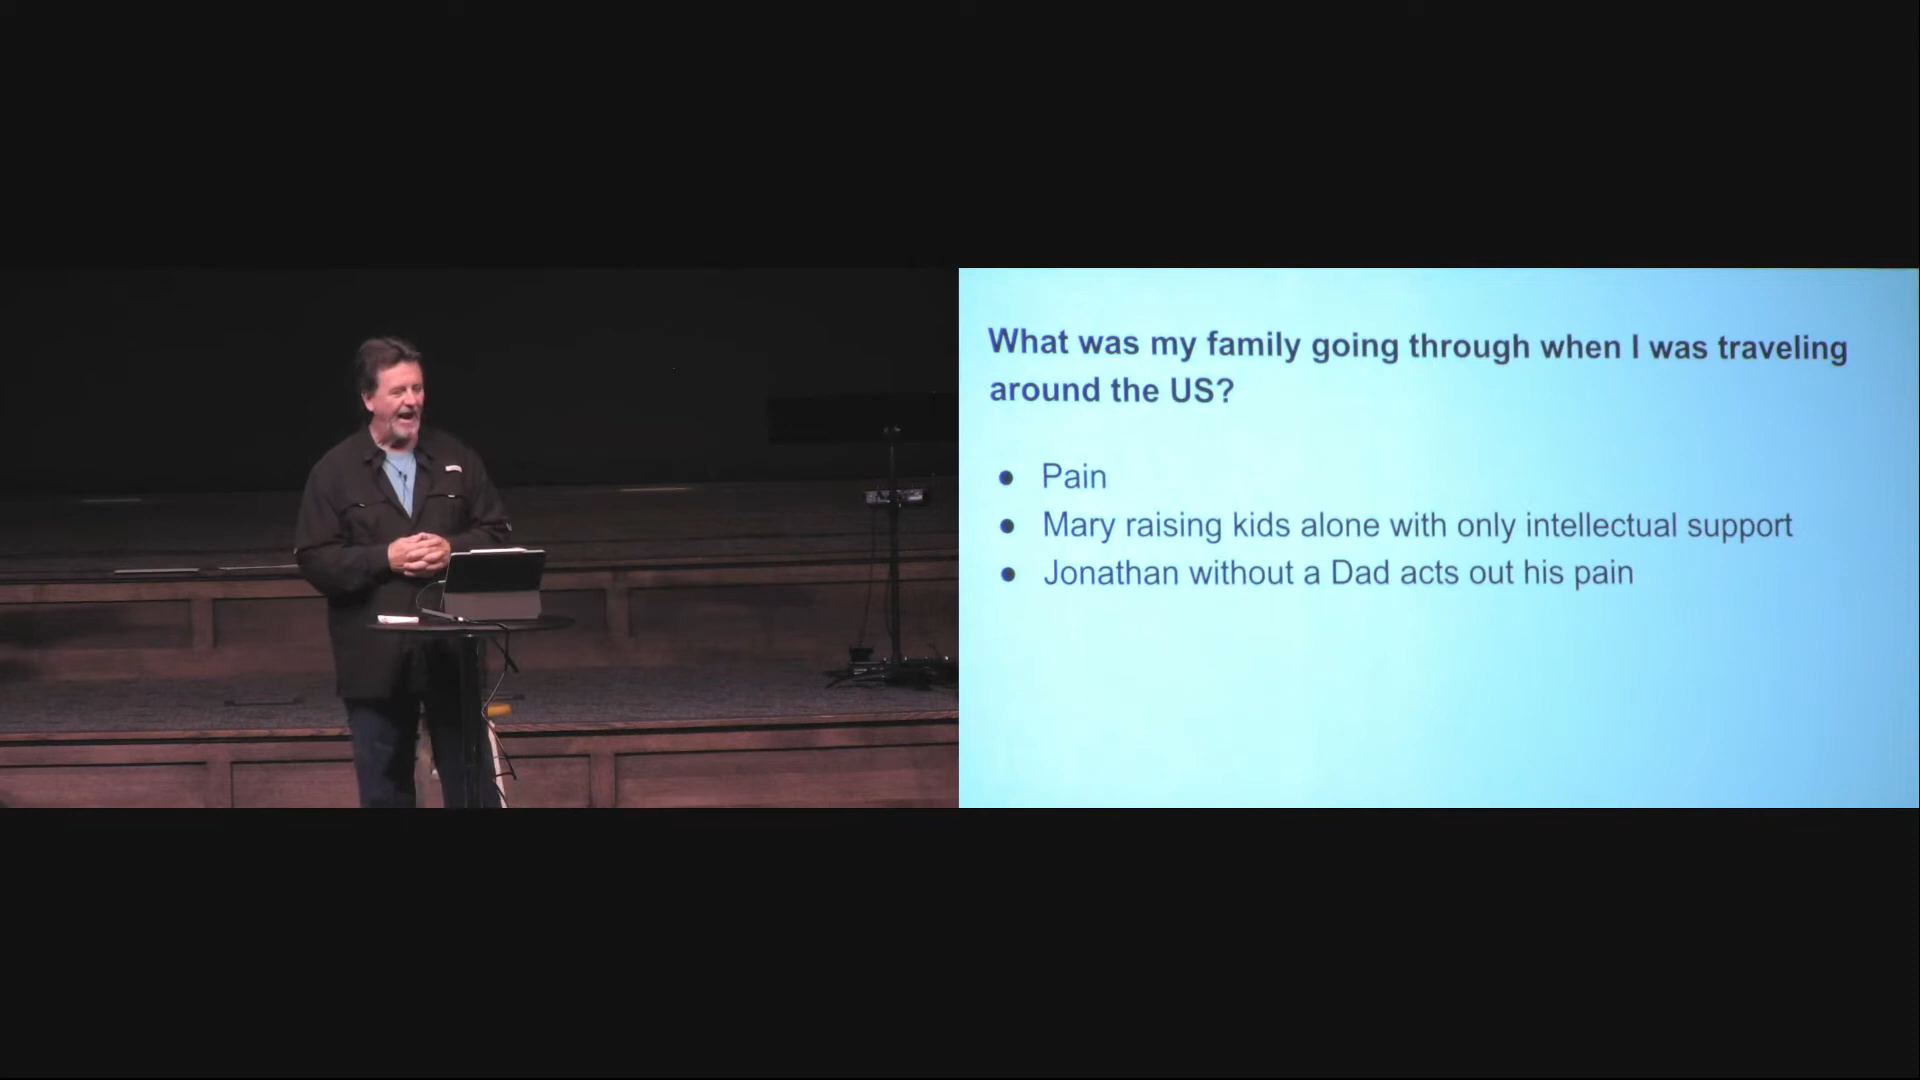 What was my family going through when I was traveling
around the US?
● Pain
● Mary raising kids alone with only intellectual support
● Jonathan without a Dad acts out his pain